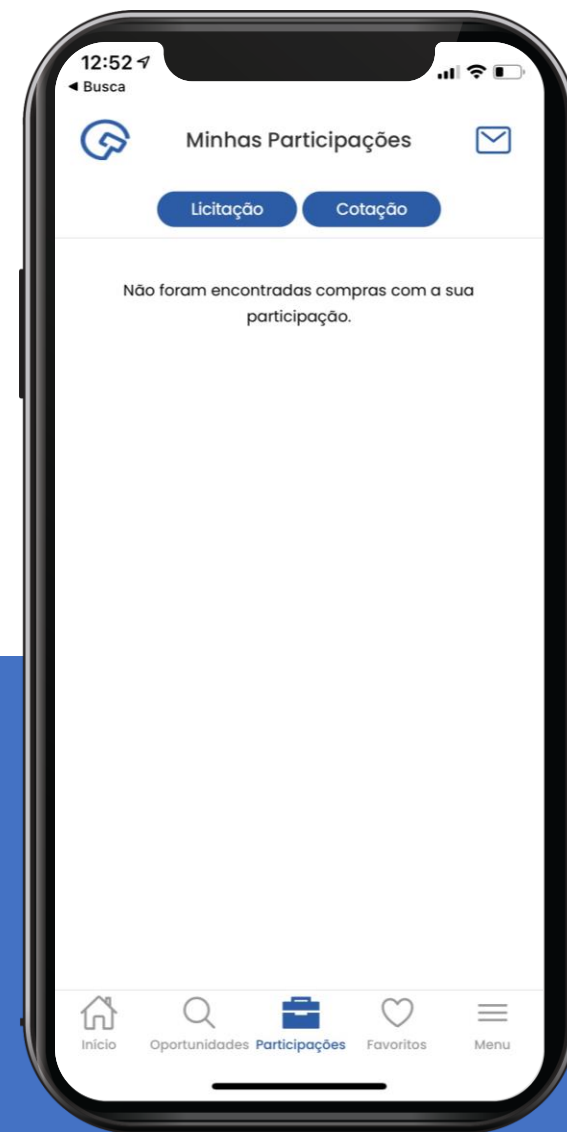 12:52
◀ Busca
Minhas Participações
Licitação Cotação
Não foram encontradas compras com a sua
participação.
Início Oportunidades Participações Favoritos Menu